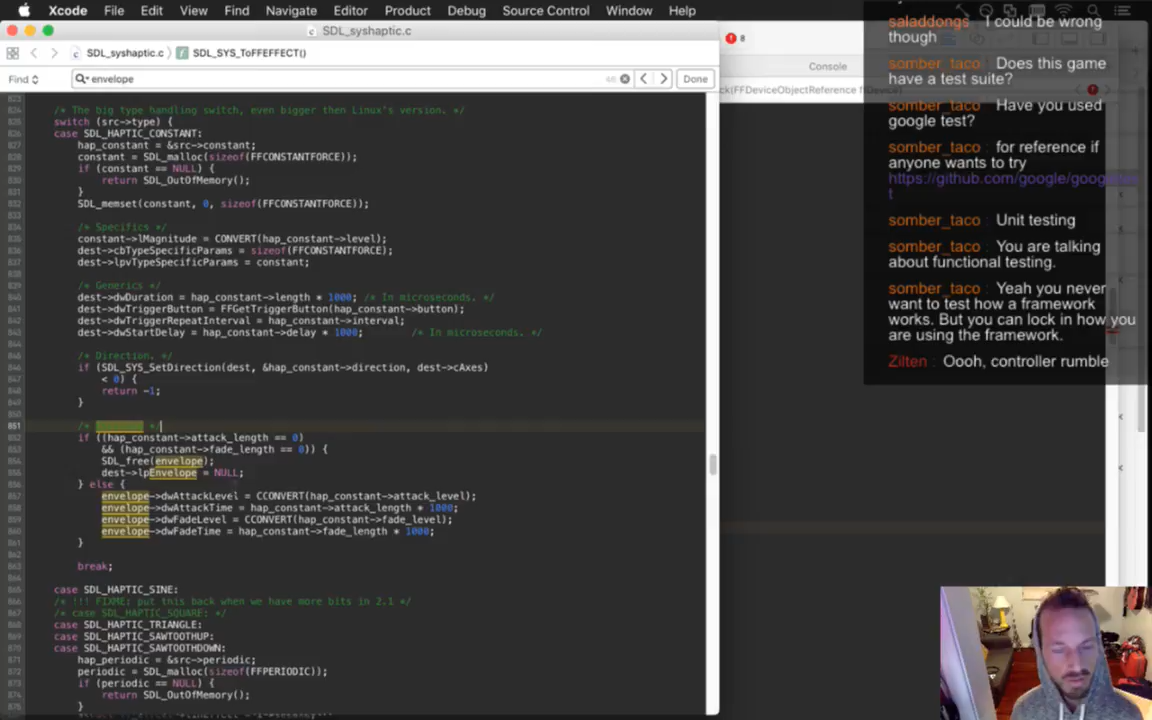 Xcode File Edit View Find Navigate Editor Product Debug Source Control Window Help
SDL_syshaptic.c
SDL_syshaptic.c SDL_SYS_ToFFEFFECT()
Find envelope 46 Done
/* The big type handling switch, even bigger then Linux's version. */
switch (src->type) {
case SDL_HAPTIC_CONSTANT:
hap_constant = &src->constant;
constant = SDL_malloc(sizeof(FFCONSTANTFORCE));
if (constant == NULL) {
return SDL_OutOfMemory();
}
SDL_memset(constant, 0, sizeof(FFCONSTANTFORCE));
/* Specifics */
constant->lMagnitude = CONVERT(hap_constant->level);
dest->cbTypeSpecificParams = sizeof(FFCONSTANTFORCE);
dest->lpvTypeSpecificParams = constant;
/* Generics */
dest->dwDuration = hap_constant->length * 1000; /* In microseconds. */
dest->dwTriggerButton = FFGetTriggerButton(hap_constant->button);
dest->dwTriggerRepeatInterval = hap_constant->interval;
dest->dwStartDelay = hap_constant->delay * 1000; /* In microseconds. */
/* Direction. */
if (SDL_SYS_SetDirection(dest, &hap_constant->direction, dest->cAxes)
< 0) {
return -1;
}
/* */
if ((hap_constant->attack_length == 0)
&& (hap_constant->fade_length == 0)) {
SDL_free(envelope);
dest->lpEnvelope = NULL;
} else {
envelope->dwAttackLevel = CCONVERT(hap_constant->attack_level);
envelope->dwAttackTime = hap_constant->attack_length * 1000;
envelope->dwFadeLevel = CCONVERT(hap_constant->fade_level);
envelope->dwFadeTime = hap_constant->fade_length * 1000;
}
break;
case SDL_HAPTIC_SINE:
/* !!! FIXME: put this back when we have more bits in 2.1 */
/* case SDL_HAPTIC_SQUARE: */
case SDL_HAPTIC_TRIANGLE:
case SDL_HAPTIC_SAWTOOTHUP:
case SDL_HAPTIC_SAWTOOTHDOWN:
hap_periodic = &src->periodic;
periodic = SDL_malloc(sizeof(FFPERIODIC));
if (periodic == NULL) {
return SDL_OutOfMemory();
}
8
Console
ck(FFDeviceObjectReference
saladdongs : I could be wrong
though
somber_taco : Does this game
have a test suite?
somber_taco : Have you used
google test?
somber_taco : for reference if
anyone wants to try
https://github.com/google/googletes
t
somber_taco : Unit testing
somber_taco : You are talking
about functional testing.
somber_taco : Yeah you never
want to test how a framework
works. But you can lock in how you
are using the framework.
Zilten : Oooh, controller rumble